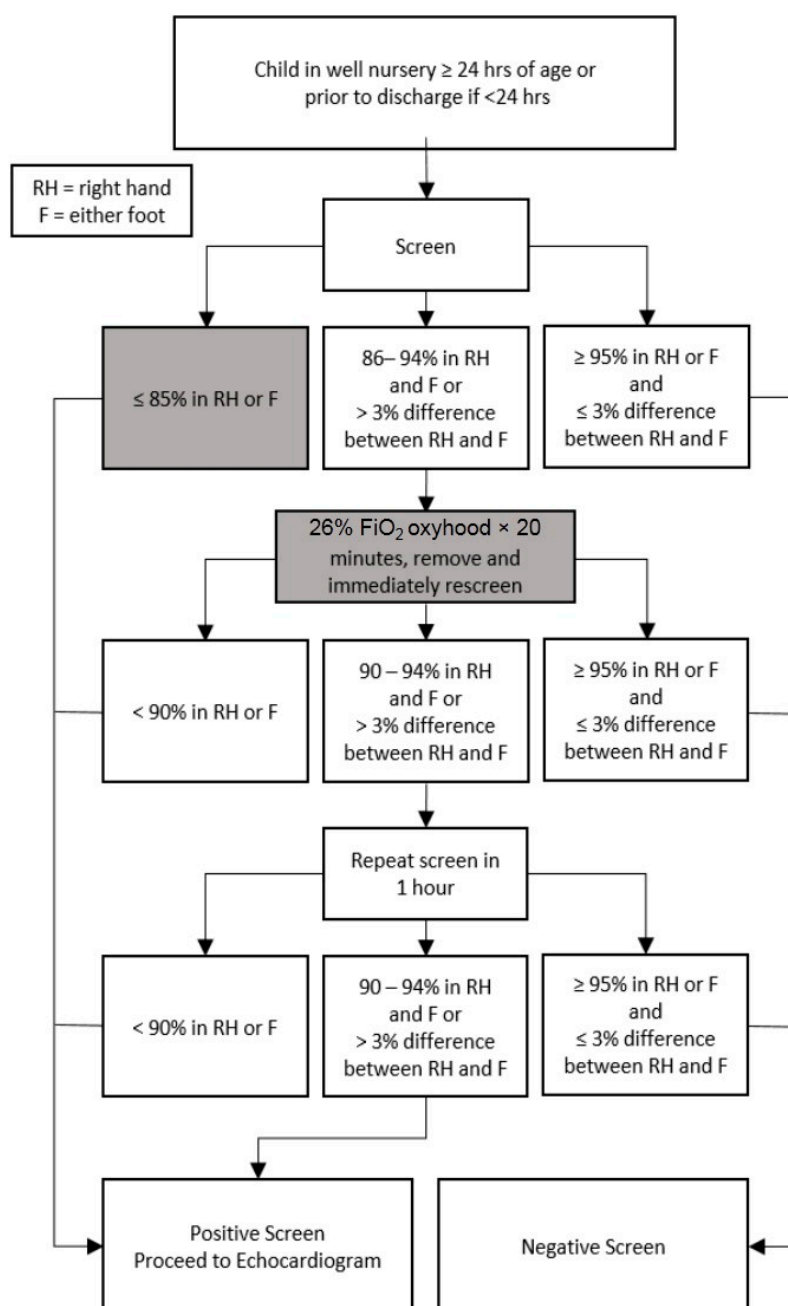 Child in well nursery ≥ 24 hrs of age or
prior to discharge if <24 hrs
RH = right hand
F = either foot
Screen
≤ 85% in RH or F
86– 94% in RH
and F or
> 3% difference
between RH and F
≥ 95% in RH or F
and
≤ 3% difference
between RH and F
26% FiO₂ oxyhood × 20
minutes, remove and
immediately rescreen
< 90% in RH or F
90 – 94% in RH
and F or
> 3% difference
between RH and F
≥ 95% in RH or F
and
≤ 3% difference
between RH and F
Repeat screen in
1 hour
< 90% in RH or F
90 – 94% in RH
and F or
> 3% difference
between RH and F
≥ 95% in RH or F
and
≤ 3% difference
between RH and F
Positive Screen
Proceed to Echocardiogram
Negative Screen